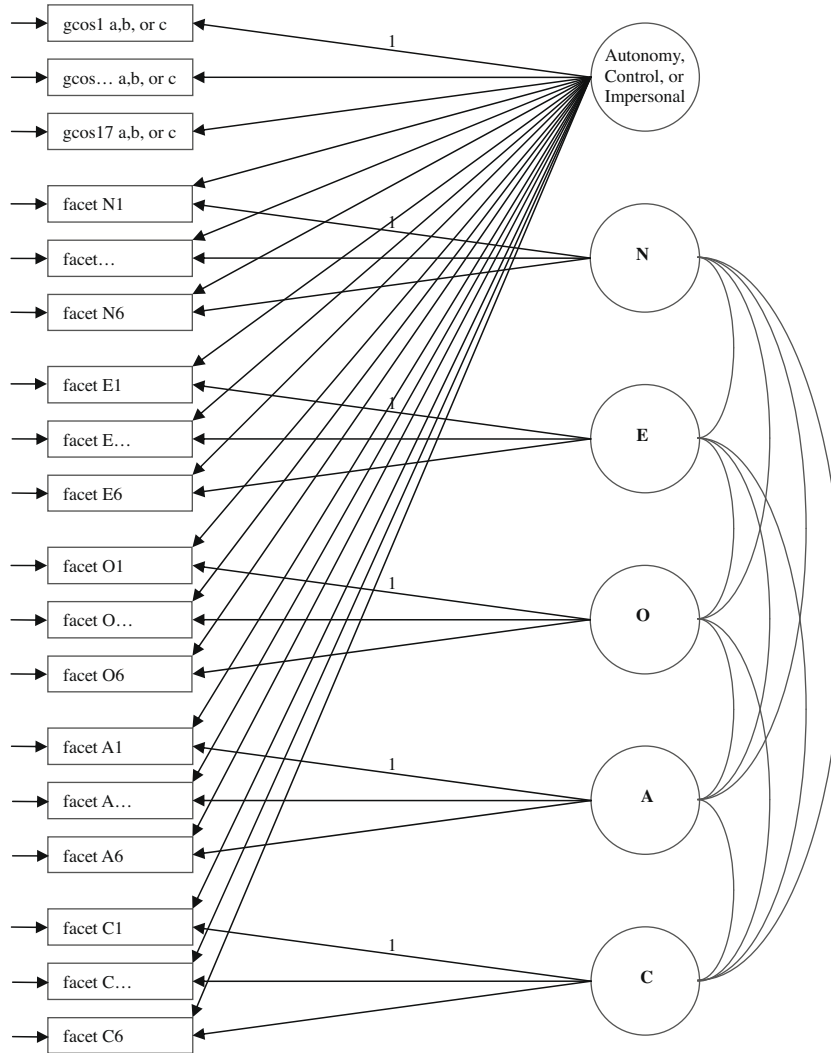 gcos1 a,b, or c
1
Autonomy,
Control, or
Impersonal
gcos… a,b, or c
gcos17 a,b, or c
facet N1
1
N
facet…
facet N6
facet E1
1
E
facet E…
facet E6
facet O1
1
O
facet O…
facet O6
facet A1
1
A
facet A…
facet A6
facet C1
1
C
facet C…
facet C6